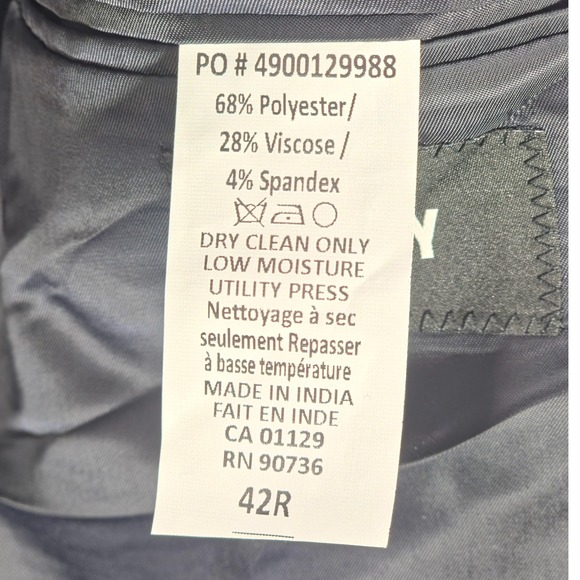 PO # 4900129988
68% Polyester/
28% Viscose /
4% Spandex
DRY CLEAN ONLY
LOW MOISTURE
UTILITY PRESS
Nettoyage à sec
seulement Repasser
à basse température
MADE IN INDIA
FAIT EN INDE
CA 01129
RN 90736
42R
Y